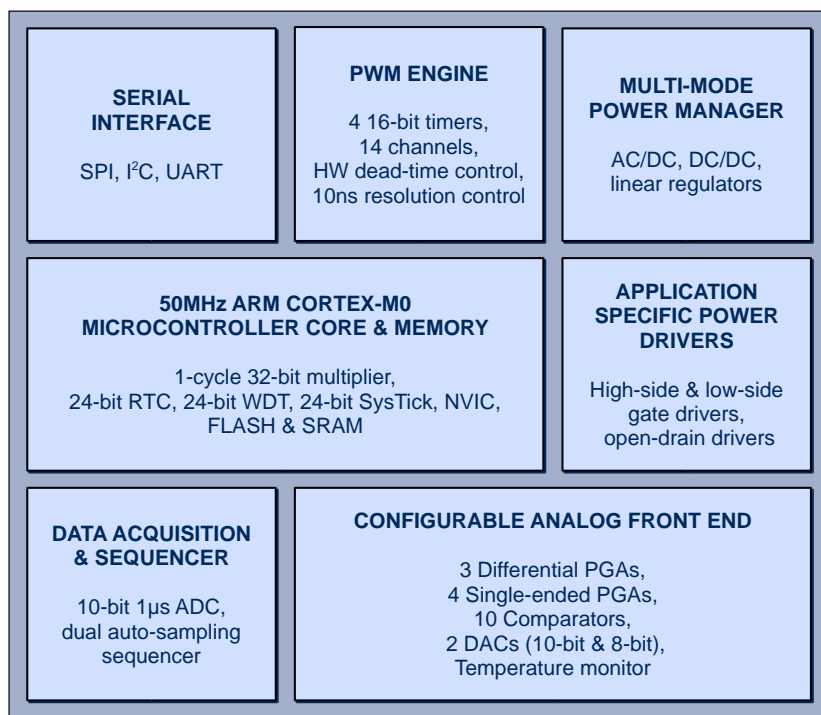 SERIAL
INTERFACE
SPI, I²C, UART
PWM ENGINE
4 16-bit timers,
14 channels,
HW dead-time control,
10ns resolution control
MULTI-MODE
POWER MANAGER
AC/DC, DC/DC,
linear regulators
50MHz ARM CORTEX-M0
MICROCONTROLLER CORE & MEMORY
1-cycle 32-bit multiplier,
24-bit RTC, 24-bit WDT, 24-bit SysTick, NVIC,
FLASH & SRAM
APPLICATION
SPECIFIC POWER
DRIVERS
High-side & low-side
gate drivers,
open-drain drivers
DATA ACQUISITION
& SEQUENCER
10-bit 1µs ADC,
dual auto-sampling
sequencer
CONFIGURABLE ANALOG FRONT END
3 Differential PGAs,
4 Single-ended PGAs,
10 Comparators,
2 DACs (10-bit & 8-bit),
Temperature monitor